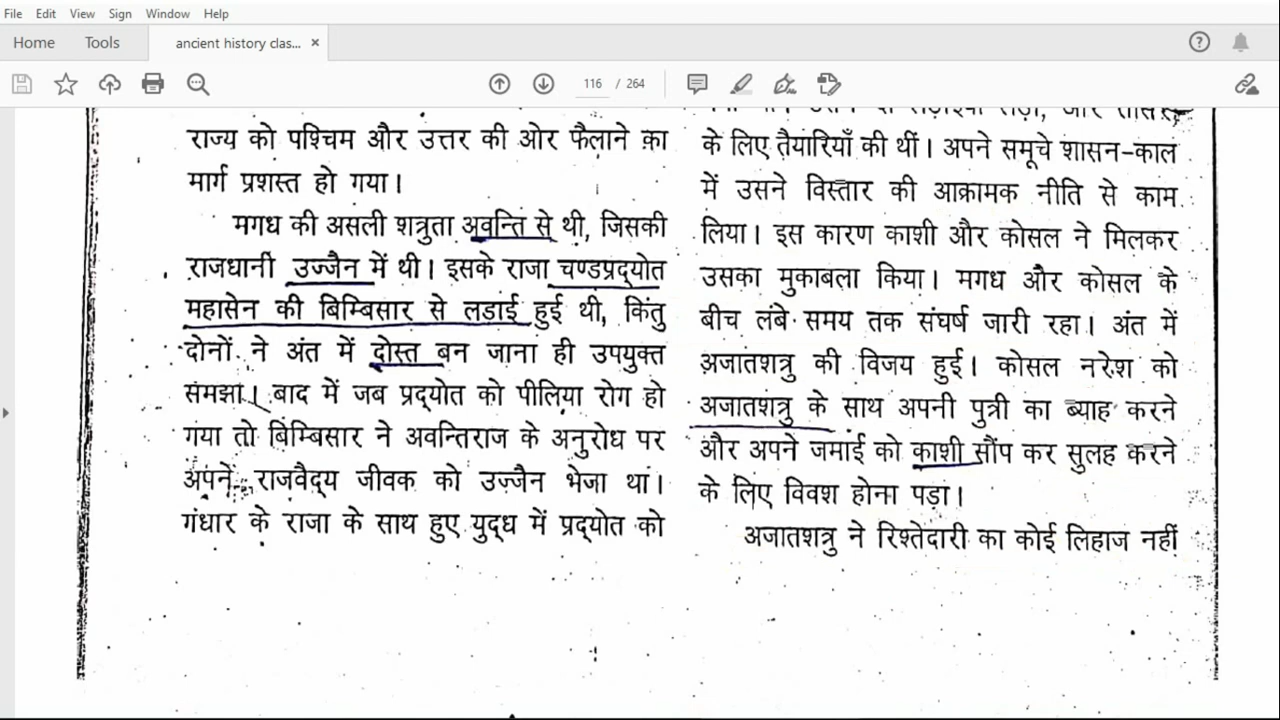 File Edit View Sign Window Help
Home Tools ancient history clas... ×
116 / 264
राज्य को पश्चिम और उत्तर की ओर फैलाने का
मार्ग प्रशस्त हो गया।
मगध की असली शत्रुता अवन्ति से थी, जिसकी
राजधानी उज्जैन में थी। इसके राजा चण्डप्रद्योत
महासेन की बिम्बिसार से लडाई हुई थी, किंतु
दोनों ने अंत में दोस्त बन जाना ही उपयुक्त
समझा। बाद में जब प्रद्योत को पीलिया रोग हो
गया तो बिम्बिसार ने अवन्तिराज के अनुरोध पर
अपने राजवैद्य जीवक को उज्जैन भेजा था।
गंधार के राजा के साथ हुए युद्ध में प्रद्योत को
के लिए तैयारियाँ की थीं। अपने समूचे शासन-काल
में उसने विस्तार की आक्रामक नीति से काम
लिया। इस कारण काशी और कोसल ने मिलकर
उसका मुकाबला किया। मगध और कोसल के
बीच लंबे समय तक संघर्ष जारी रहा। अंत में
अजातशत्रु की विजय हुई। कोसल नरेश को
अजातशत्रु के साथ अपनी पुत्री का ब्याह करने
और अपने जमाई को काशी सौंप कर सुलह करने
के लिए विवश होना पड़ा।
अजातशत्रु ने रिश्तेदारी का कोई लिहाज नहीं